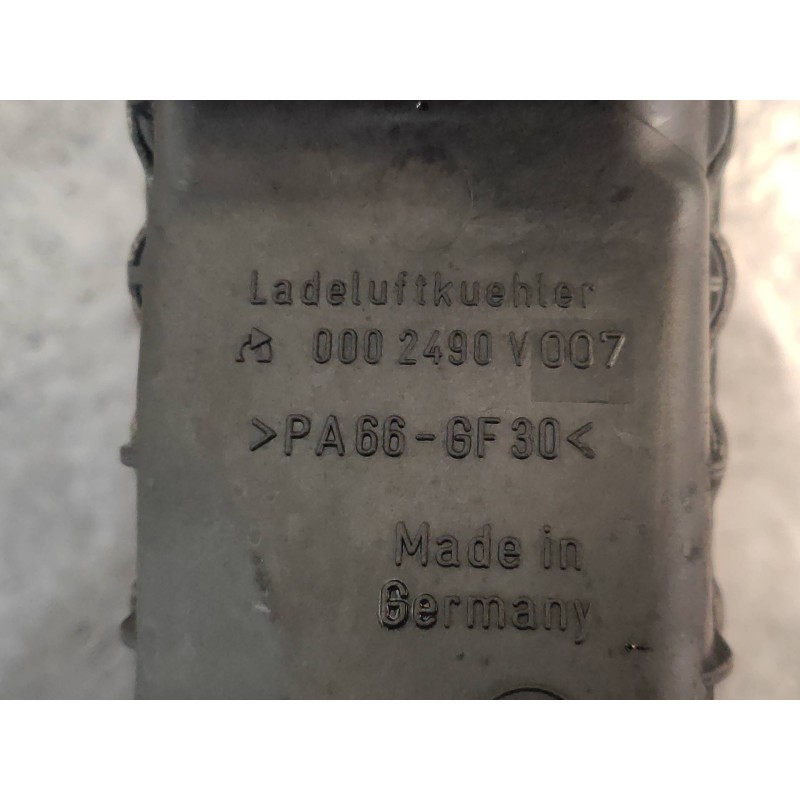 Ladeluftkuehler
000 2490 V007
>PA66-GF30<
Made in
Germany